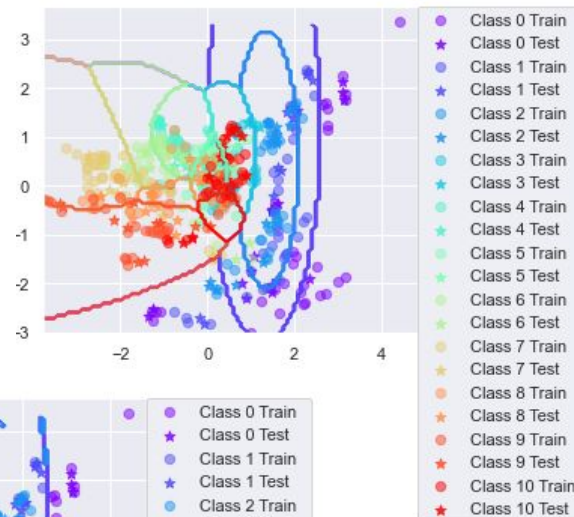 3
2
1
0
-1
-2
-3
−2
0
2
4
Class 0 Train
Class 0 Test
Class 1 Train
Class 1 Test
Class 2 Train
Class 2 Test
Class 3 Train
Class 3 Test
Class 4 Train
Class 4 Test
Class 5 Train
Class 5 Test
Class 6 Train
Class 6 Test
Class 7 Train
Class 7 Test
Class 8 Train
Class 8 Test
Class 9 Train
Class 9 Test
Class 10 Train
Class 10 Test
Class 0 Train
Class 0 Test
Class 1 Train
Class 1 Test
Class 2 Train